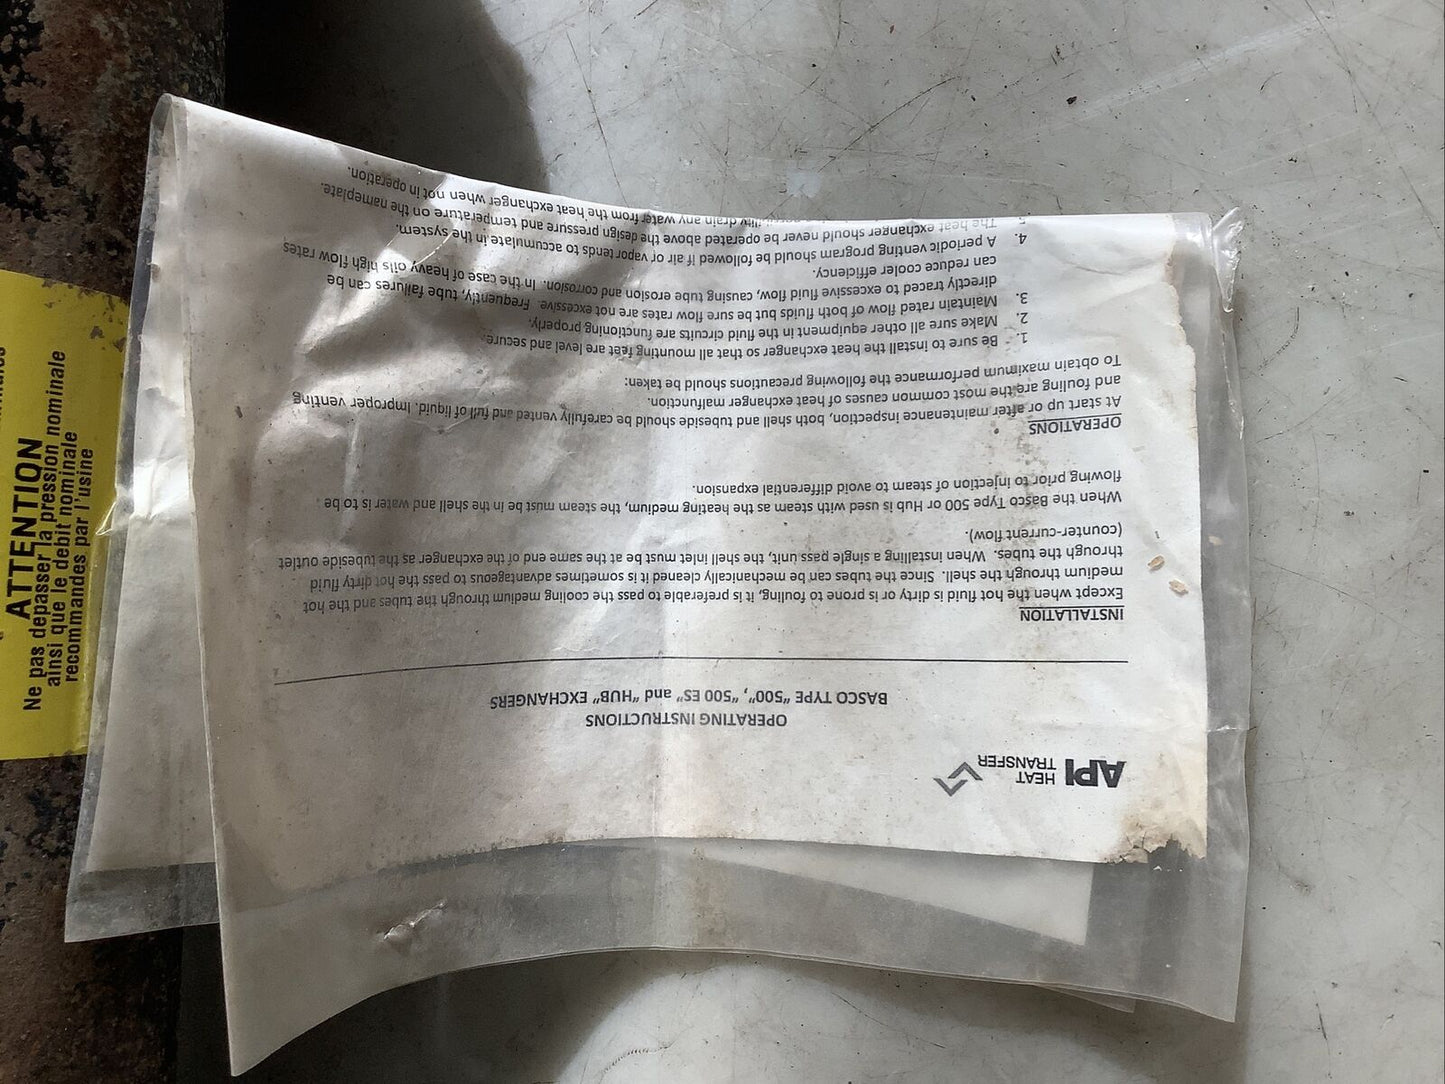 API HEAT
TRANSFER
OPERATING INSTRUCTIONS
BASCO TYPE "500", "500 ES" and "HUB" EXCHANGERS
INSTALLATION
Except when the hot fluid is dirty or is prone to fouling, it is preferable to pass the cooling medium through the tubes and the hot
medium through the shell. Since the tubes can be mechanically cleaned it is sometimes advantageous to pass the hot dirty fluid
through the tubes. When installing a single pass unit, the shell inlet must be at the same end of the exchanger as the tubeside outlet
(counter-current flow).
When the Basco Type 500 or Hub is used with steam as the heating medium, the steam must be in the shell and water is to be
flowing prior to injection of steam to avoid differential expansion.
OPERATIONS
At start up or after maintenance inspection, both shell and tubeside should be carefully vented and full of liquid. Improper venting
and fouling are the most common causes of heat exchanger malfunction.
To obtain maximum performance the following precautions should be taken:
1. Be sure to install the heat exchanger so that all mounting feet are level and secure.
2. Make sure all other equipment in the fluid circuits are functioning properly.
3. Maintain rated flow of both fluids but be sure flow rates are not excessive. Frequently, tube failures can be
directly traced to excessive fluid flow, causing tube erosion and corrosion. In the case of heavy oils high flow rates
can reduce cooler efficiency.
4. A periodic venting program should be followed if air or vapor tends to accumulate in the system.
5. The heat exchanger should never be operated above the design pressure and temperature on the nameplate.
drain any water from the heat exchanger when not in operation.
ATTENTION
Ne pas depasser la pression nominale
ainsi que le debit nominale
recommandes par l'usine